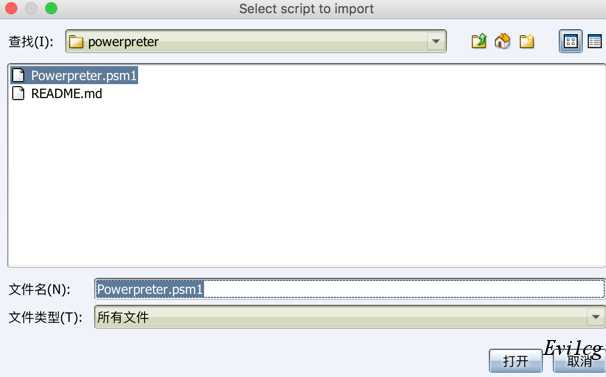 Select script to import
查找(I): powerpreter
Powerpreter.psm1
README.md
文件名(N): Powerpreter.psm1
文件类型(T): 所有文件
打开 取消
Evi1cg